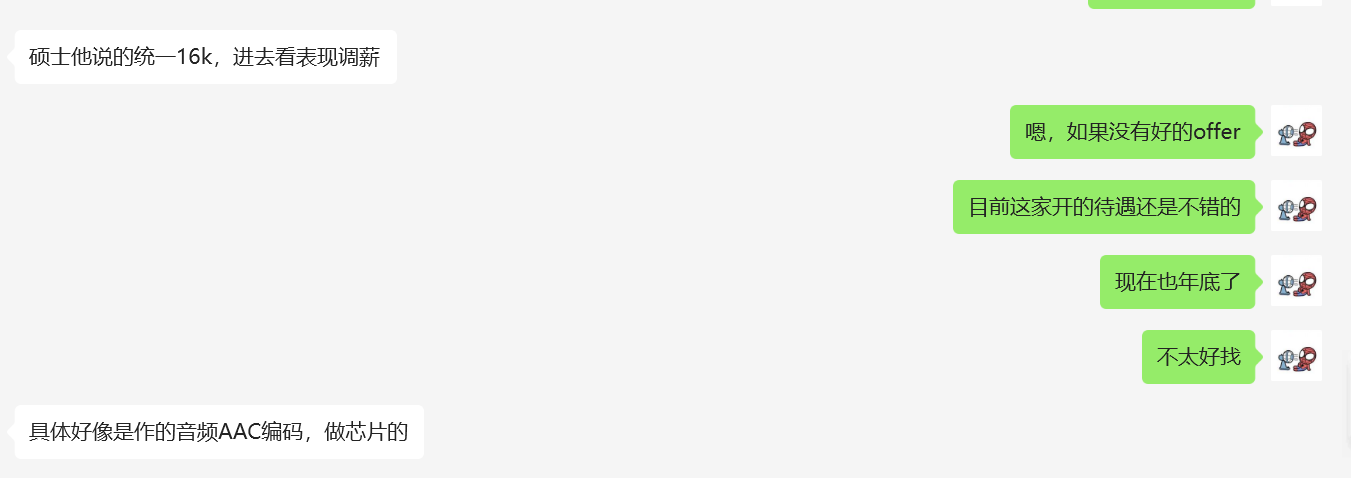 硕士他说的统一16k，进去看表现调薪
嗯，如果没有好的offer
目前这家开的待遇还是不错的
现在也年底了
不太好找
具体好像是作的音频AAC编码，做芯片的